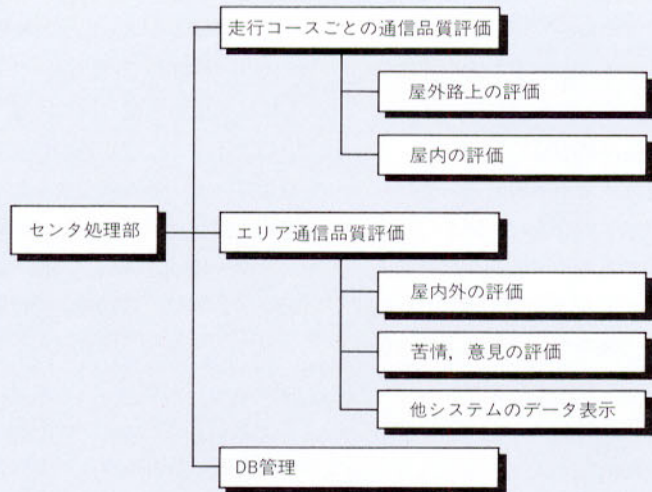 走行コースごとの通信品質評価
屋外路上の評価
屋内の評価
センタ処理部
エリア通信品質評価
屋内外の評価
苦情，意見の評価
他システムのデータ表示
DB管理